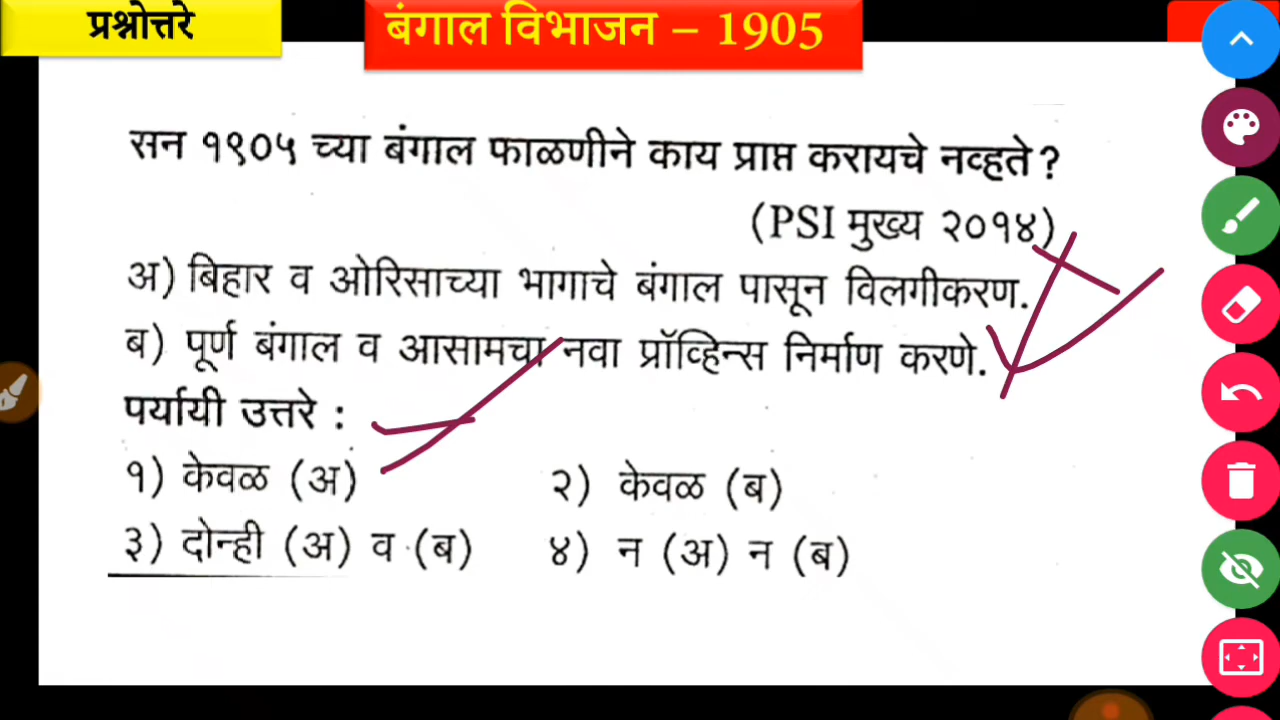 प्रश्नोत्तरे
बंगाल विभाजन – 1905
सन १९०५ च्या बंगाल फाळणीने काय प्राप्त करायचे नव्हते?
(PSI मुख्य २०१४)
अ) बिहार व ओरिसाच्या भागाचे बंगाल पासून विलगीकरण.
ब) पूर्ण बंगाल व आसामचा नवा प्रॉव्हिन्स निर्माण करणे.
पर्यायी उत्तरे :
१) केवळ (अ) २) केवळ (ब)
३) दोन्ही (अ) व (ब) ४) न (अ) न (ब)